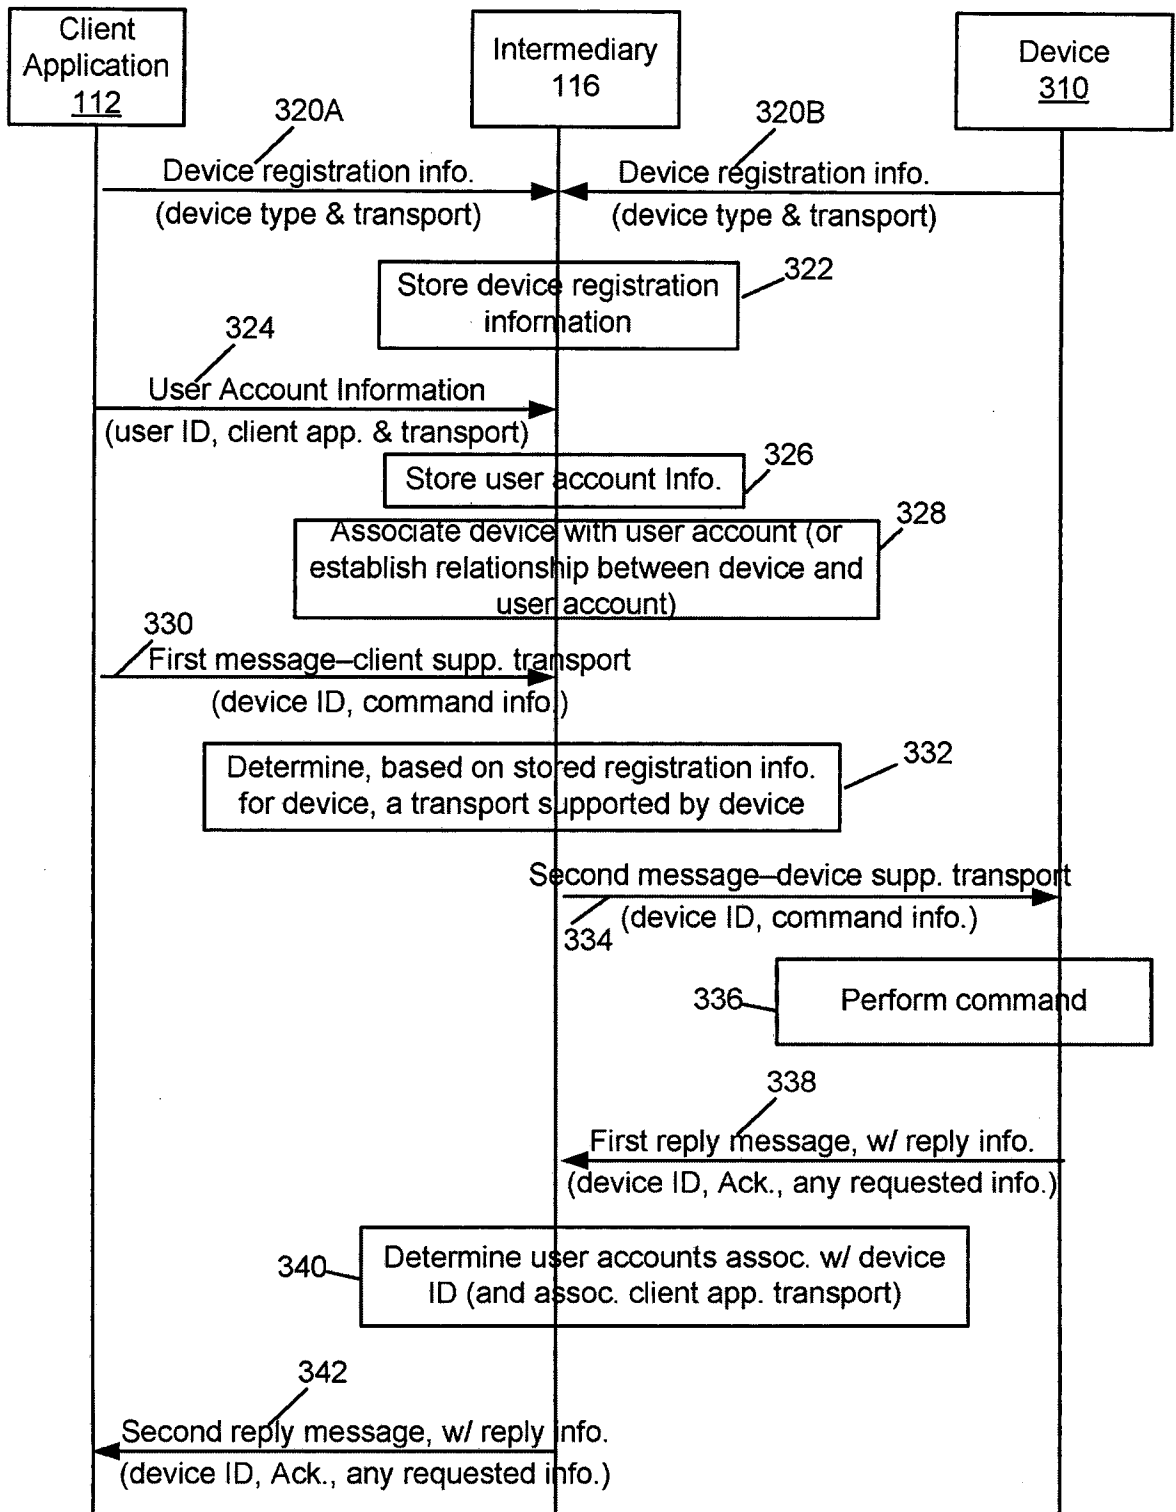 Client
Application
112
Intermediary
116
Device
310
320A
320B
Device registration info.
(device type & transport)
Device registration info.
(device type & transport)
322
Store device registration
information
324
User Account Information
(user ID, client app. & transport)
326
Store user account Info.
328
Associate device with user account (or
establish relationship between device and
user account)
330
First message–client supp. transport
(device ID, command info.)
332
Determine, based on stored registration info.
for device, a transport supported by device
Second message–device supp. transport
(device ID, command info.)
334
336
Perform command
338
First reply message, w/ reply info.
(device ID, Ack., any requested info.)
340
Determine user accounts assoc. w/ device
ID (and assoc. client app. transport)
342
Second reply message, w/ reply info.
(device ID, Ack., any requested info.)